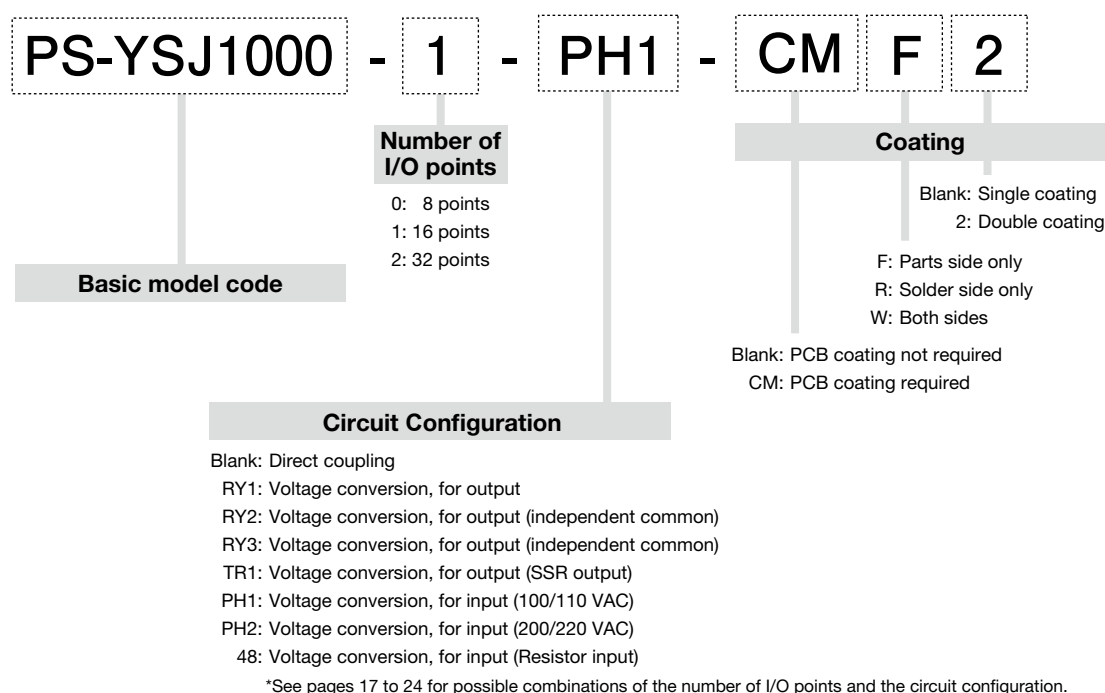 PS-YSJ1000 - 1 - PH1 - CM F 2
Number of
I/O points
0: 8 points
1: 16 points
2: 32 points
Basic model code
Coating
Blank: Single coating
2: Double coating
F: Parts side only
R: Solder side only
W: Both sides
Blank: PCB coating not required
CM: PCB coating required
Circuit Configuration
Blank: Direct coupling
RY1: Voltage conversion, for output
RY2: Voltage conversion, for output (independent common)
RY3: Voltage conversion, for output (independent common)
TR1: Voltage conversion, for output (SSR output)
PH1: Voltage conversion, for input (100/110 VAC)
PH2: Voltage conversion, for input (200/220 VAC)
48: Voltage conversion, for input (Resistor input)
*See pages 17 to 24 for possible combinations of the number of I/O points and the circuit configuration.